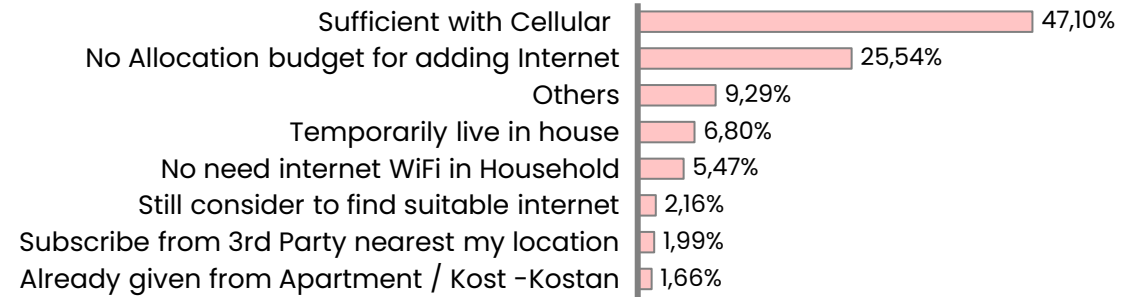 Sufficient with Cellular 47,10%
No Allocation budget for adding Internet 25,54%
Others 9,29%
Temporarily live in house 6,80%
No need internet WiFi in Household 5,47%
Still consider to find suitable internet 2,16%
Subscribe from 3rd Party nearest my location 1,99%
Already given from Apartment / Kost -Kostan 1,66%